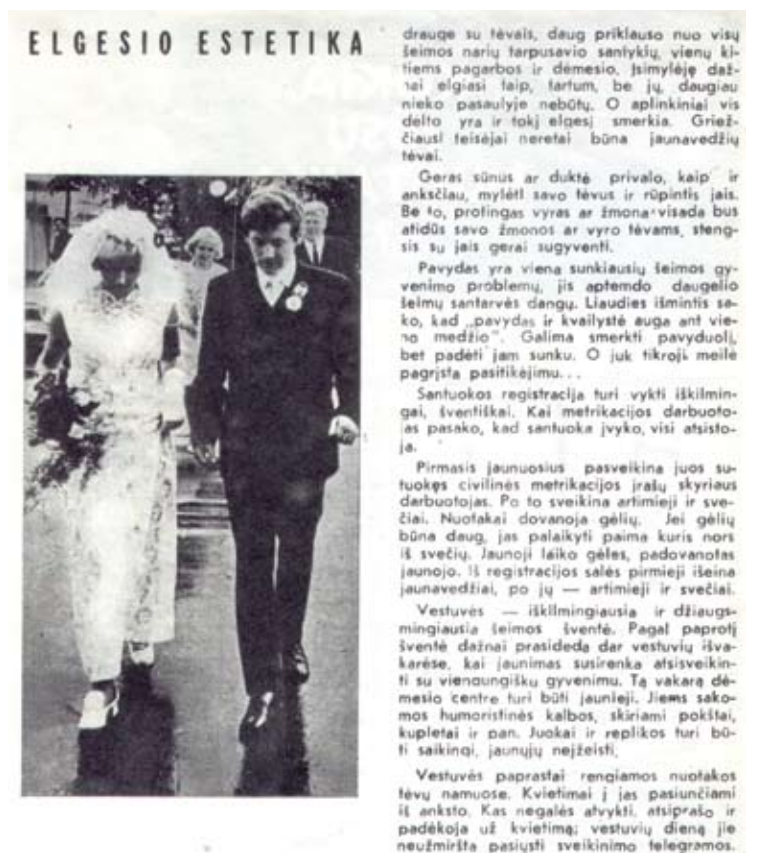 ELGESIO ESTETIKA
drauge su tėvais, daug priklauso nuo visų
šeimos narių tarpusavio santykių, vienų ki-
tiems pagarbos ir dėmesio. Įsimylėję daž-
nai elgiasi taip, tartum, be jų, daugiau
nieko pasaulyje nebūtų. O aplinkiniai vis
dėlto yra ir tokį elgesį smerkia. Griež-
čiausi teisėjai neretai būna jaunavedžių
tėvai.
Geras sūnus ar duktė privalo, kaip ir
anksčiau, mylėti savo tėvus ir rūpintis jais.
Be to, protingas vyras ar žmona visada bus
atidūs savo žmonos ar vyro tėvams, steng-
sis su jais gerai sugyventi.
Pavydas yra viena sunkiausių šeimos gy-
venimo problemų, jis aptemdo daugelio
šeimų santarvės dangų. Liaudies išmintis sa-
ko, kad „pavydas ir kvailystė auga ant vie-
no medžio". Galima smerkti pavyduolį,
bet padėti jam sunku. O juk tikroji meilė
pagrįsta pasitikėjimu...
Santuokos registracija turi vykti iškilmin-
gai, šventiškai. Kai metrikacijos darbuoto-
jas pasako, kad santuoka įvyko, visi atsisto-
ja.
Pirmasis jaunuosius pasveikina juos su-
tuokęs civilinės metrikacijos įrašų skyriaus
darbuotojas. Po to sveikina artimieji ir sve-
čiai. Nuotakai dovanoja gėlių. Jei gėlių
būna daug, jas palaikyti paima kuris nors
iš svečių. Jaunoji laiko gėles, padovanotas
jaunojo. Iš registracijos salės pirmieji išeina
jaunavedžiai, po jų — artimieji ir svečiai.
Vestuvės — iškilmingiausia ir džiaugs-
mingiausia šeimos šventė. Pagal paprotį
šventė dažnai prasideda dar vestuvių išva-
karėse, kai jaunimas susirenka atsisveikin-
ti su viengungišku gyvenimu. Tą vakarą dė-
mesio centre turi būti jaunieji. Jiems sako-
mos humoristinės kalbos, skiriami pokštai,
kupletai ir pan. Juokai ir replikos turi bū-
ti saikingi, jaunųjų neįžeisti.
Vestuvės paprastai rengiamos nuotakos
tėvų namuose. Kvietimai į jas pasiunčiami
iš anksto. Kas negalės atvykti, atsiprašo ir
padėkoja už kvietimą; vestuvių dieną jie
neužmiršta pasiųsti sveikinimo telegramos.